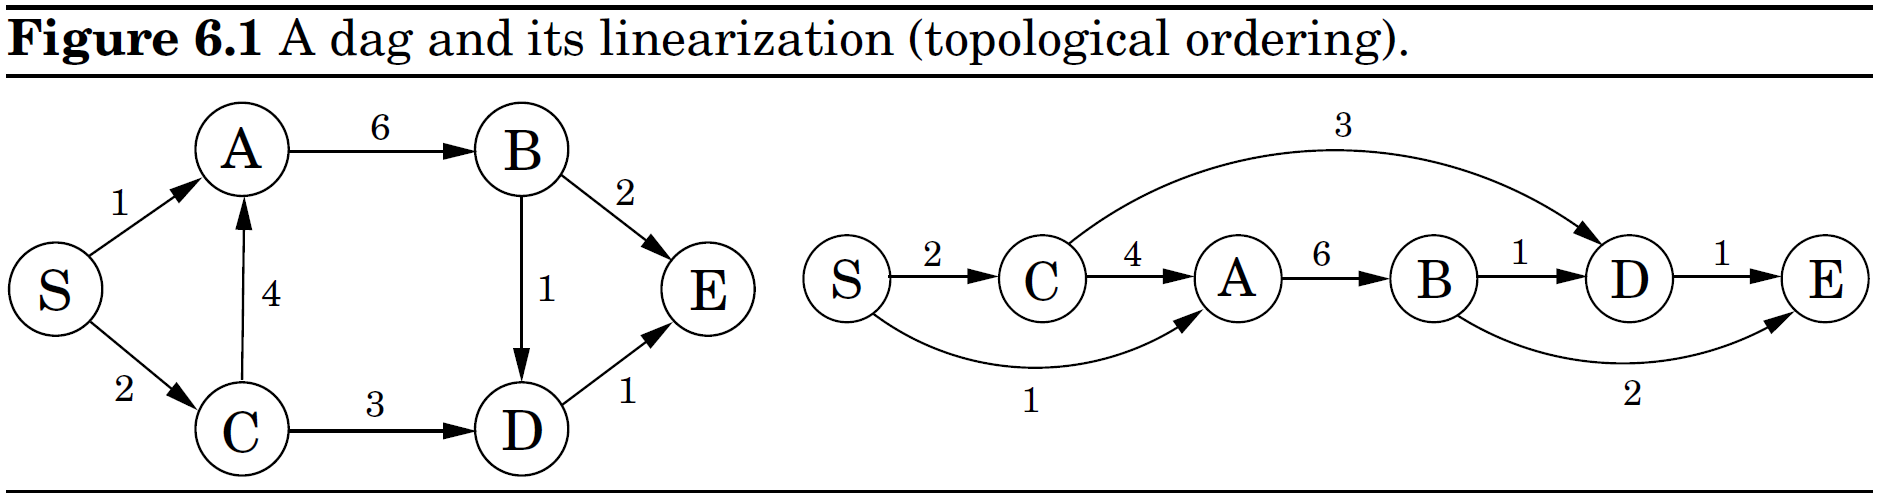 Figure 6.1 A dag and its linearization (topological ordering).
A 6 B
1 2
S 4 1 E
2 3 1
C D
3
S 2 C 4 A 6 B 1 D 1 E
1 2